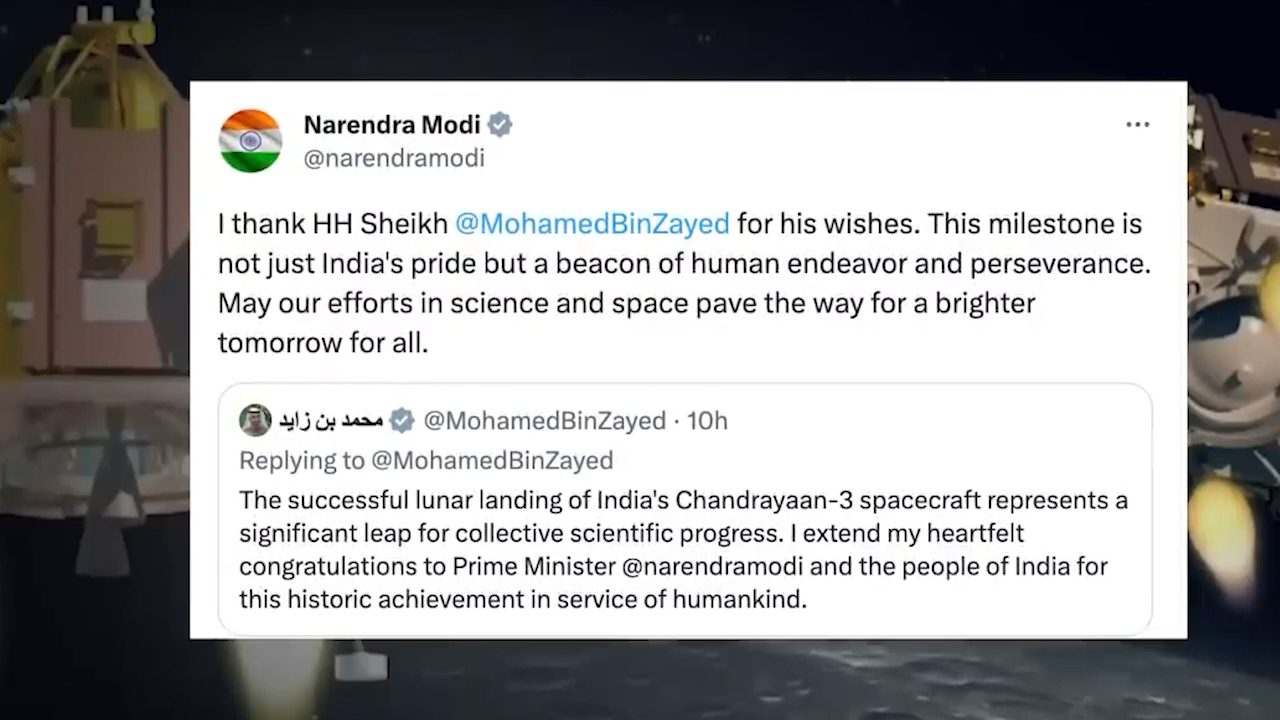 Narendra Modi
@narendramodi
I thank HH Sheikh @MohamedBinZayed for his wishes. This milestone is
not just India's pride but a beacon of human endeavor and perseverance.
May our efforts in science and space pave the way for a brighter
tomorrow for all.
محمد بن زايد @MohamedBinZayed · 10h
Replying to @MohamedBinZayed
The successful lunar landing of India's Chandrayaan-3 spacecraft represents a
significant leap for collective scientific progress. I extend my heartfelt
congratulations to Prime Minister @narendramodi and the people of India for
this historic achievement in service of humankind.